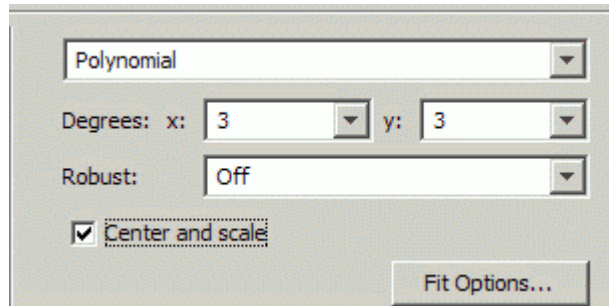 Polynomial
Degrees: x: 3 y: 3
Robust: Off
Center and scale
Fit Options...